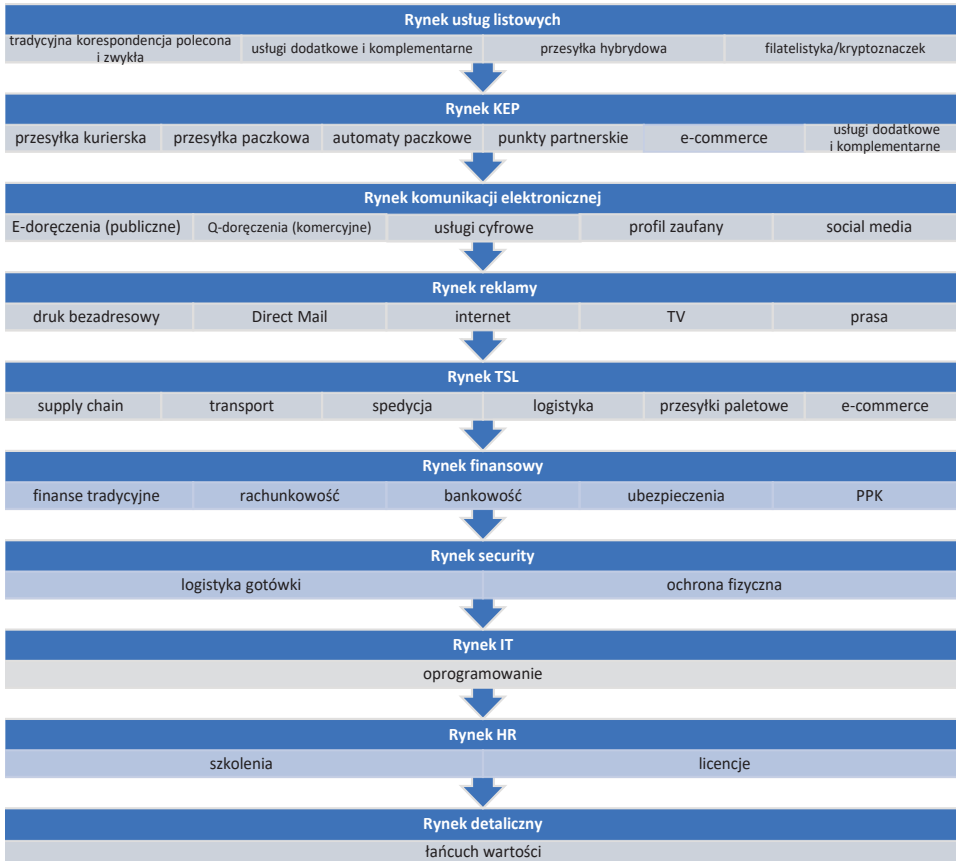 Rynek usług listowych
tradycyjna korespondencja polecona
i zwykła
usługi dodatkowe i komplementarne
przesyłka hybrydowa
filatelistyka/kryptoznaczek
Rynek KEP
przesyłka kurierska
przesyłka paczkowa
automaty paczkowe
punkty partnerskie
e-commerce
usługi dodatkowe
i komplementarne
Rynek komunikacji elektronicznej
E-doręczenia (publiczne)
Q-doręczenia (komercyjne)
usługi cyfrowe
profil zaufany
social media
Rynek reklamy
druk bezadresowy
Direct Mail
internet
TV
prasa
Rynek TSL
supply chain
transport
spedycja
logistyka
przesyłki paletowe
e-commerce
Rynek finansowy
finanse tradycyjne
rachunkowość
bankowość
ubezpieczenia
PPK
Rynek security
logistyka gotówki
ochrona fizyczna
Rynek IT
oprogramowanie
Rynek HR
szkolenia
licencje
Rynek detaliczny
łańcuch wartości